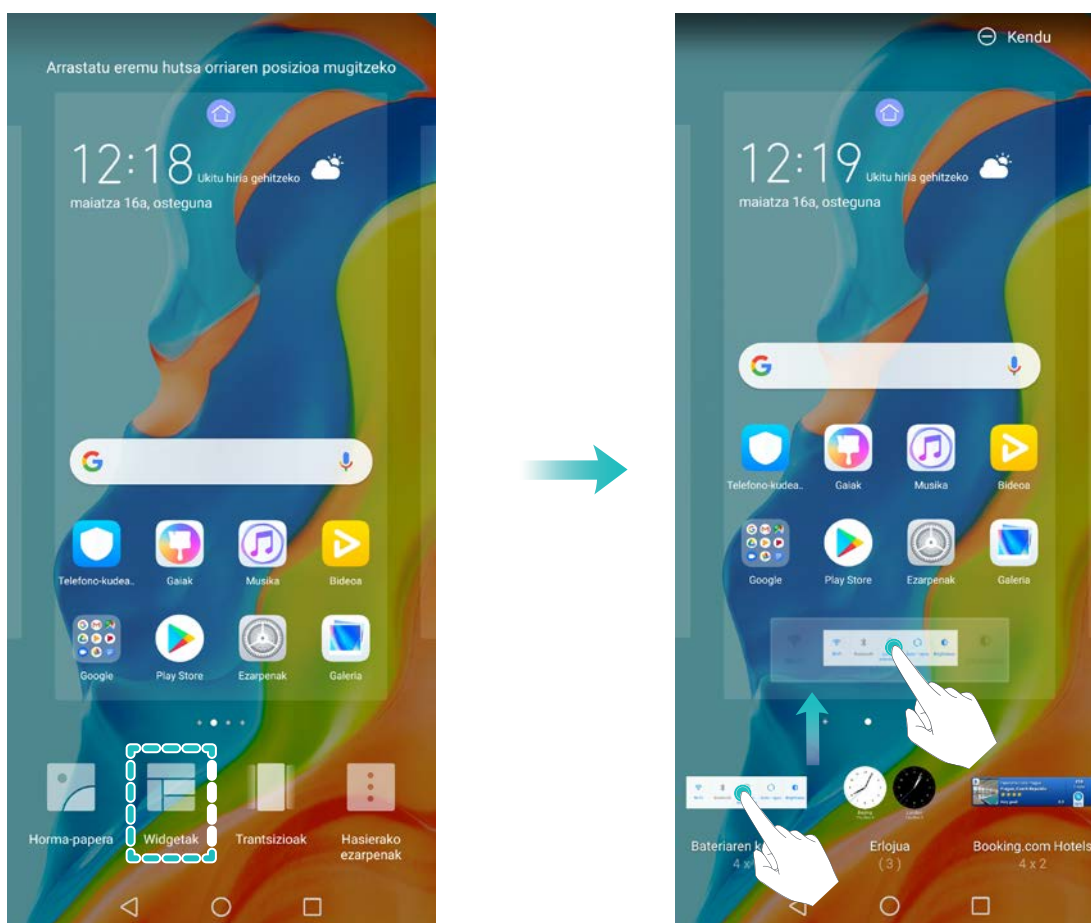 Arrastatu eremu hutsa orriaren posizioa mugitzeko
12:18 Ukitu hiria gehitzeko
maiatza 16a, osteguna
Telefono-kudea.. Gaiak Musika Bideoa
Google Play Store Ezarpenak Galeria
Horma-papera Widgetak Trantsizioak Hasierako
ezarpenak
Kendu
12:19 Ukitu hiria gehitzeko
maiatza 16a, osteguna
Telefono-kudea.. Gaiak Musika Bideoa
Google Play Store Ezarpenak Galeria
Bateriaren Erlojua Booking.com Hotels
4 x (3) 4 x 2